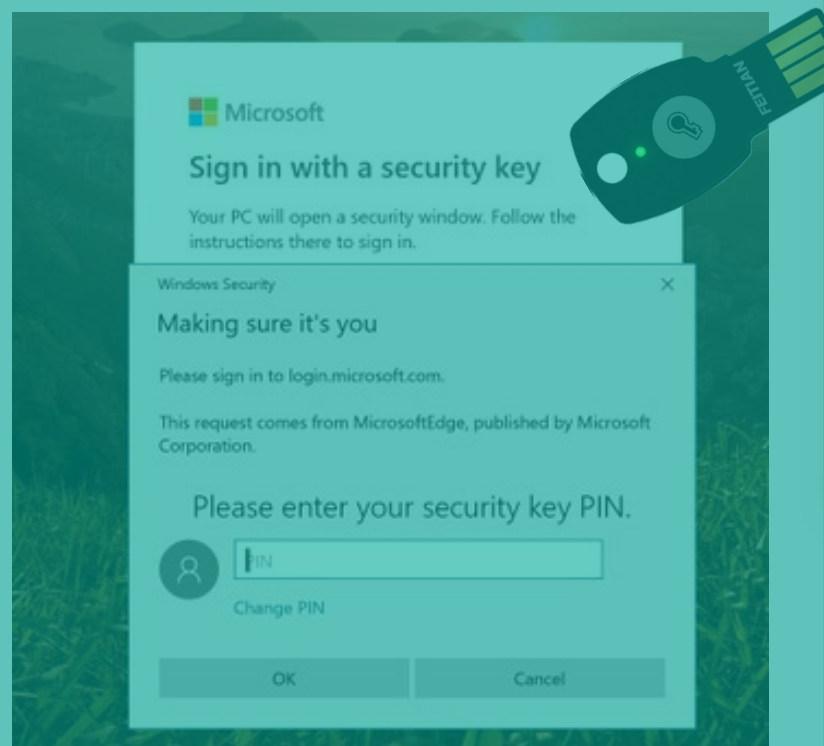 Microsoft
FEITIAN
Sign in with a security key
Your PC will open a security window. Follow the
instructions there to sign in.
Windows Security
Making sure it's you
Please sign in to login.microsoft.com.
This request comes from MicrosoftEdge, published by Microsoft
Corporation.
Please enter your security key PIN.
PIN
Change PIN
OK
Cancel